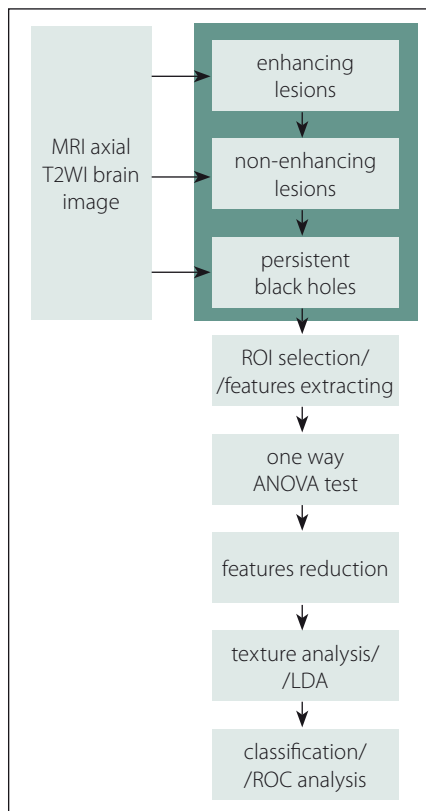 MRI axial
T2WI brain
image
enhancing
lesions
non-enhancing
lesions
persistent
black holes
ROI selection/
/features extracting
one way
ANOVA test
features reduction
texture analysis/
/LDA
classification/
/ROC analysis